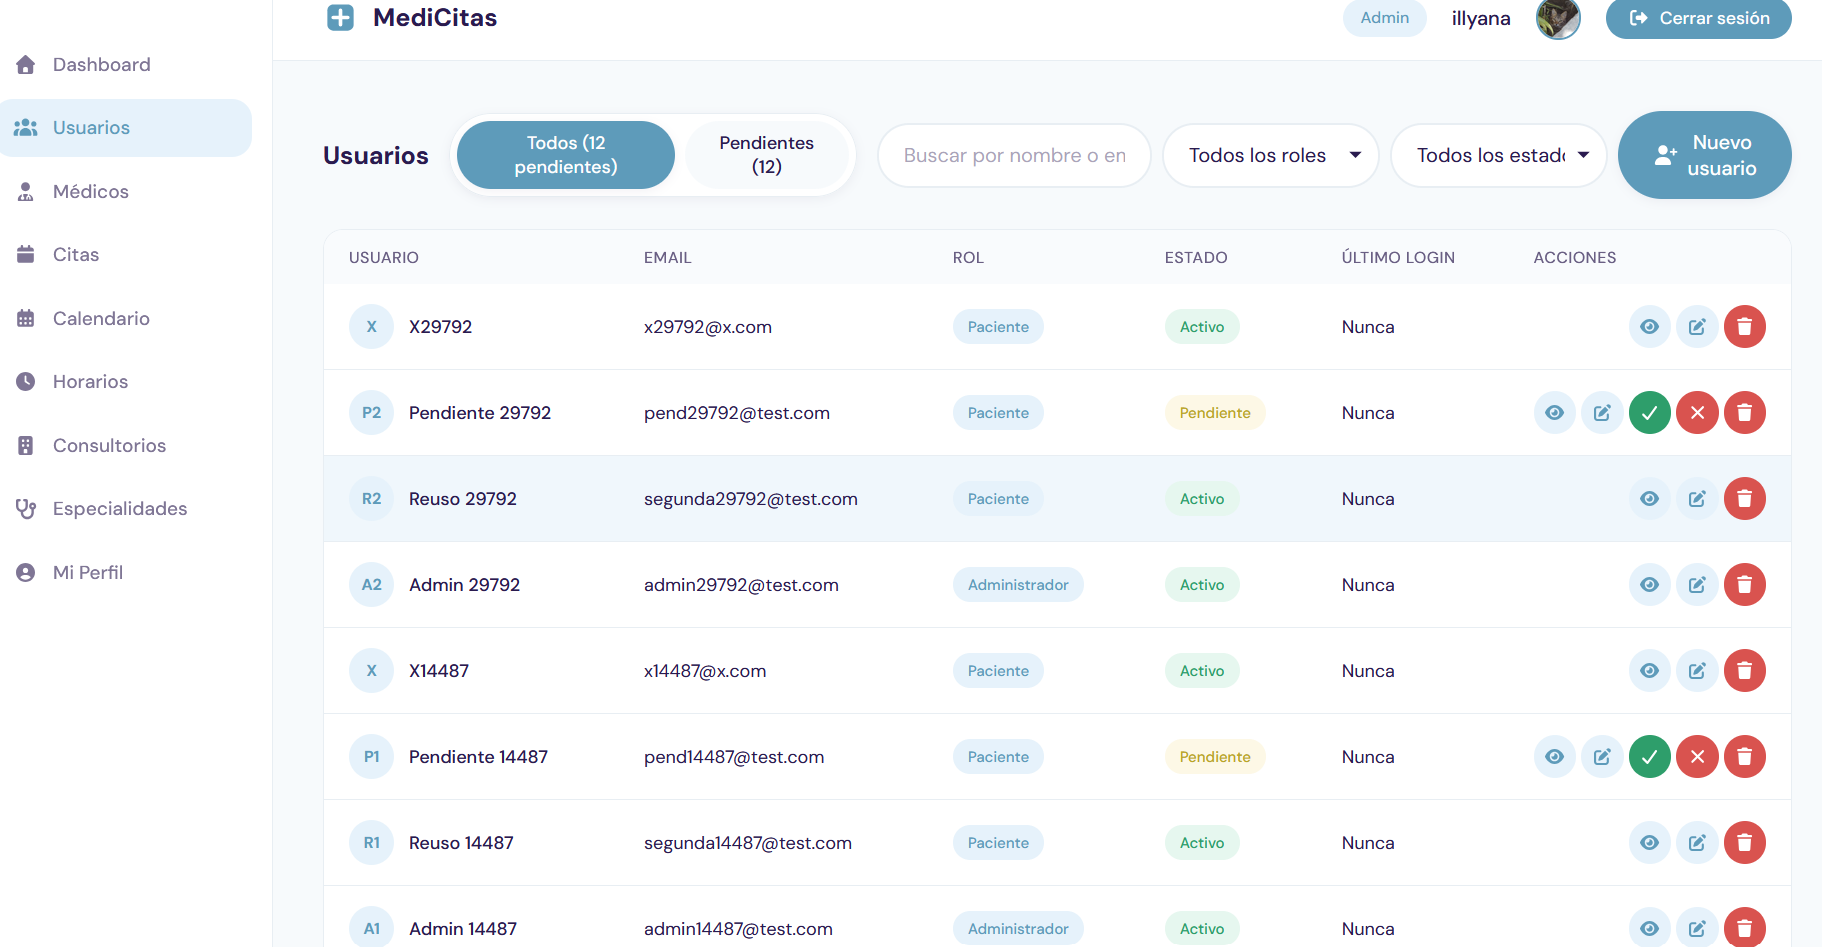 MediCitas
Admin
illyana
Cerrar sesión
Dashboard
Usuarios
Médicos
Citas
Calendario
Horarios
Consultorios
Especialidades
Mi Perfil
Usuarios
Todos (12
pendientes)
Pendientes
(12)
Buscar por nombre o en
Todos los roles
Todos los estado
Nuevo
usuario
USUARIO EMAIL ROL ESTADO ÚLTIMO LOGIN ACCIONES
X X29792 x29792@x.com Paciente Activo Nunca
P2 Pendiente 29792 pend29792@test.com Paciente Pendiente Nunca
R2 Reuso 29792 segunda29792@test.com Paciente Activo Nunca
A2 Admin 29792 admin29792@test.com Administrador Activo Nunca
X X14487 x14487@x.com Paciente Activo Nunca
P1 Pendiente 14487 pend14487@test.com Paciente Pendiente Nunca
R1 Reuso 14487 segunda14487@test.com Paciente Activo Nunca
A1 Admin 14487 admin14487@test.com Administrador Activo Nunca